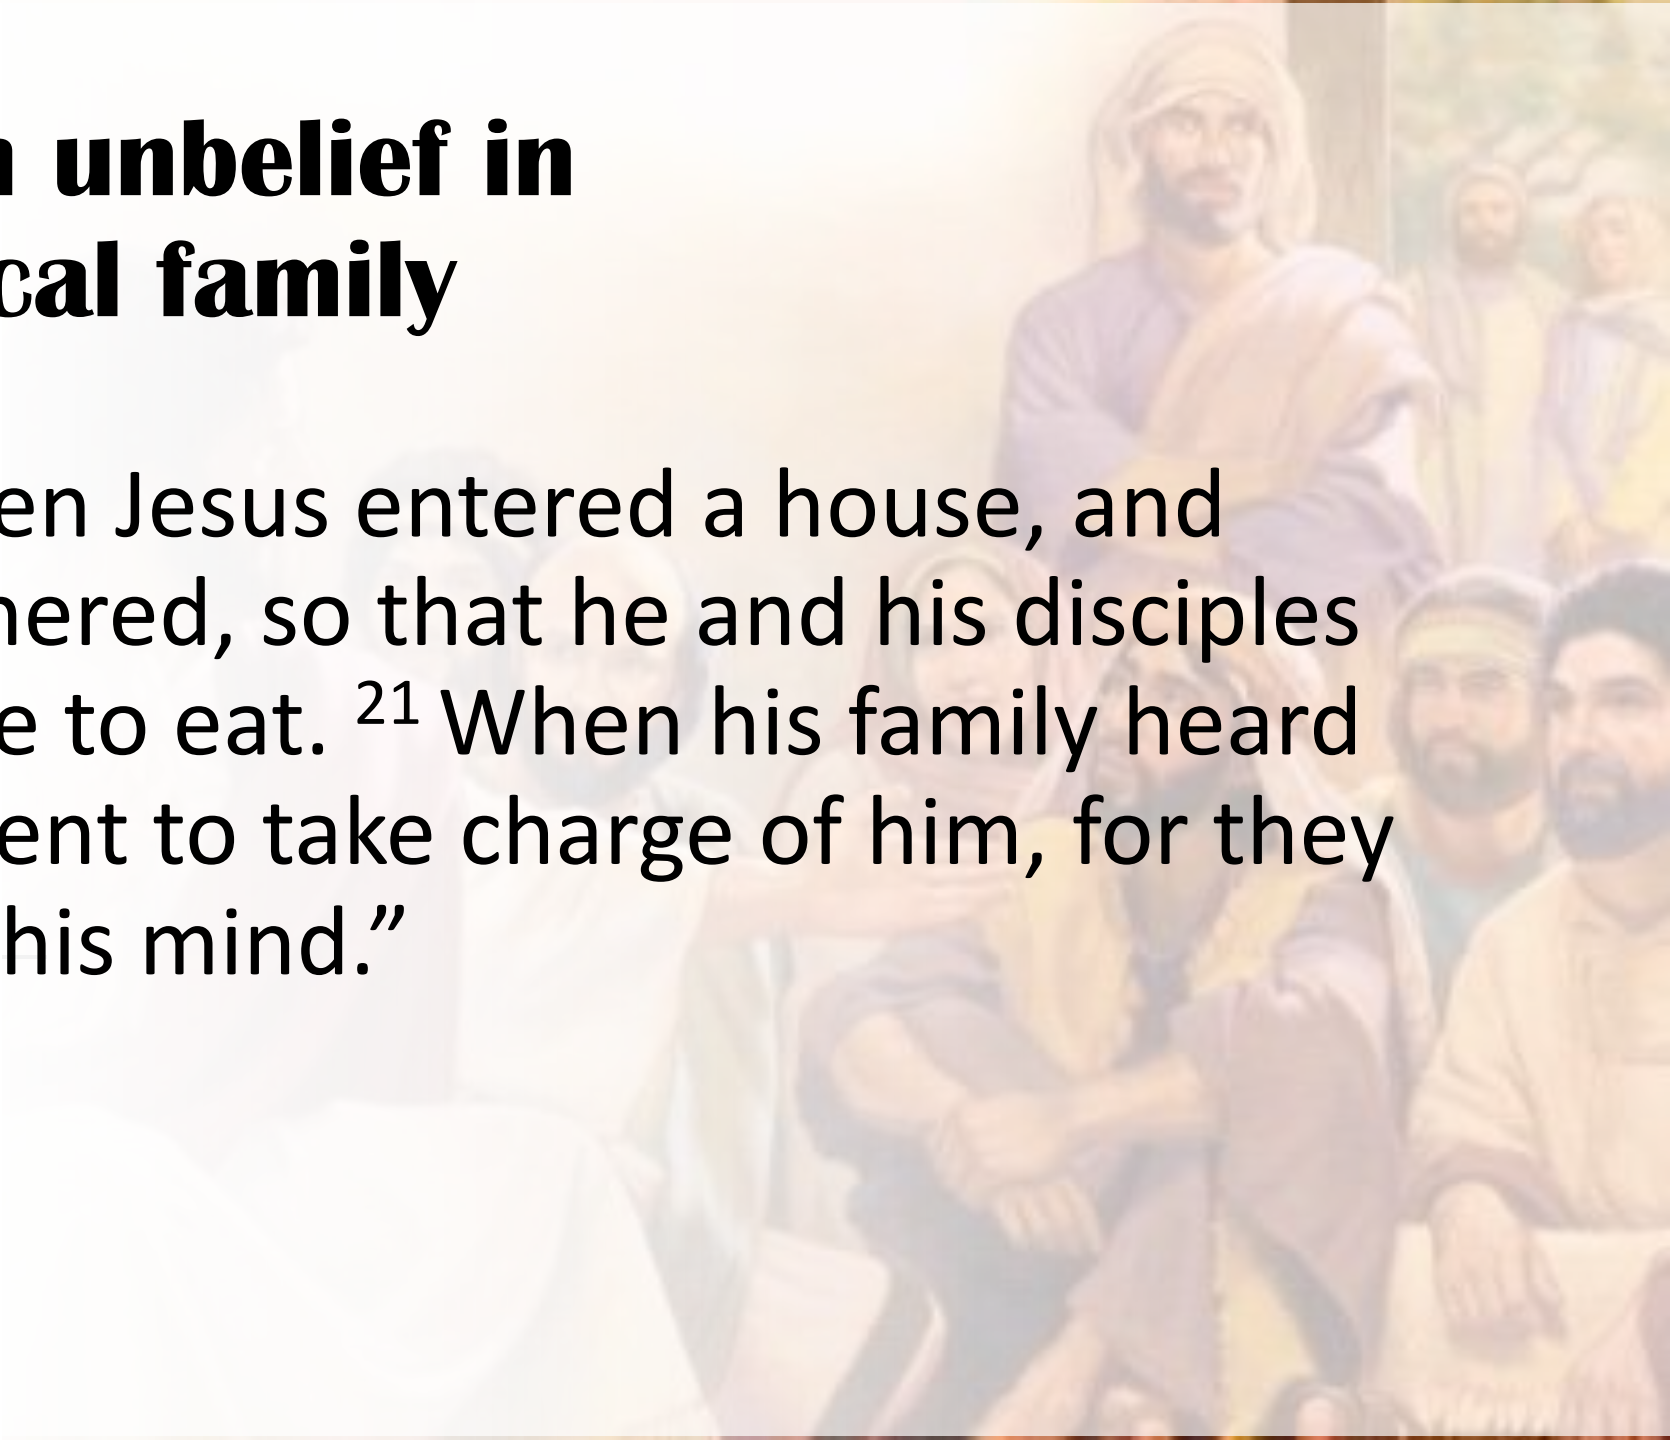 n unbelief in
cal family
en Jesus entered a house, and
hered, so that he and his disciples
e to eat. 21 When his family heard
ent to take charge of him, for they
his mind.”